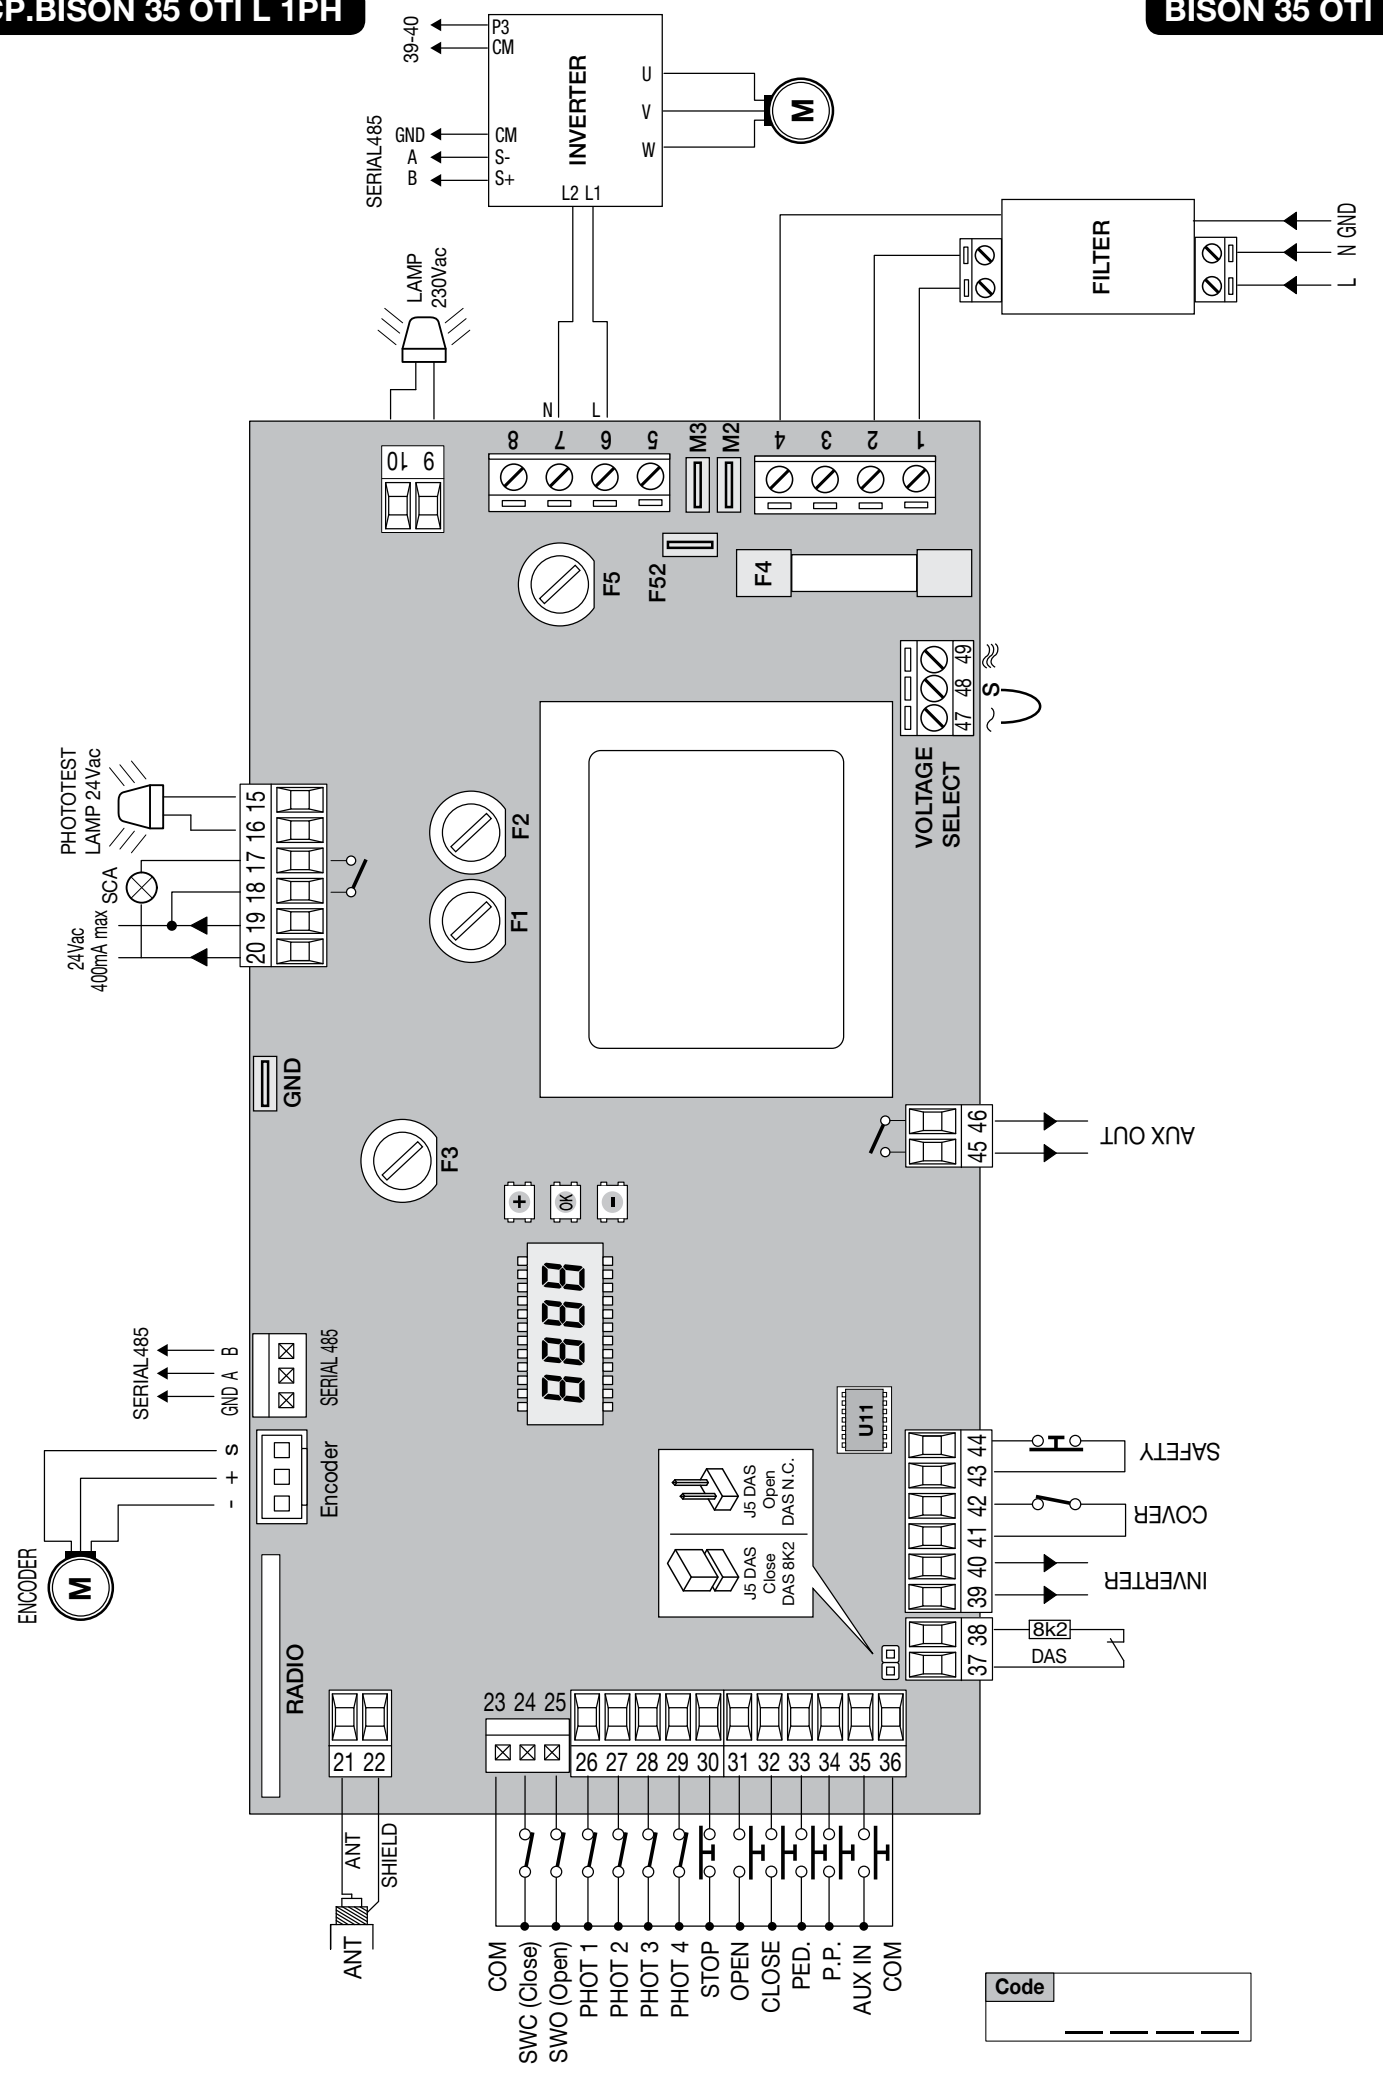 CP.BISON 35 OTI L 1PH
BISON 35 OTI
39-40
P3
CM
SERIAL485
GND
A
B
CM
S-
S+
INVERTER
U
V
W
L2 L1
M
LAMP
230Vac
FILTER
L
N
GND
N
L
10 9
8
7
6
5
M3
M2
4
3
2
1
F5
F52
F4
PHOTOTEST
LAMP 24Vac
SCA
24Vac
400mA max
20 19 18 17 16 15
F2
F1
VOLTAGE
SELECT
47 48 49
S
GND
F3
+
OK
-
8888
AUX OUT
45 46
SERIAL485
GND A B
SERIAL 485
- + S
Encoder
ENCODER
M
U11
J5 DAS
Close
DAS 8K2
J5 DAS
Open
DAS N.C.
SAFETY
COVER
INVERTER
37 38 39 40 41 42 43 44
8k2
DAS
RADIO
21 22
ANT
SHIELD
ANT
23 24 25
26 27 28 29 30 31 32 33 34 35 36
COM
SWC (Close)
SWO (Open)
PHOT 1
PHOT 2
PHOT 3
PHOT 4
STOP
OPEN
CLOSE
PED.
P.P.
AUX IN
COM
Code